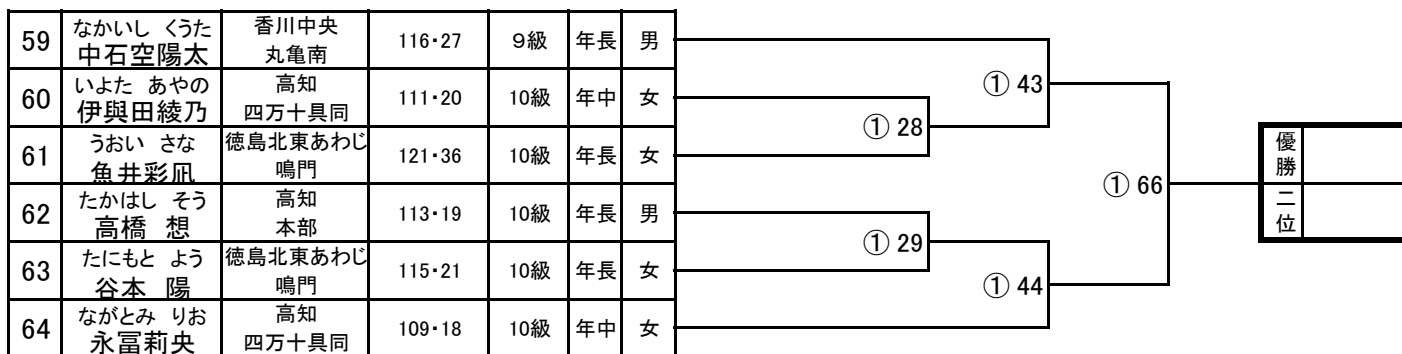 59 なかいし くうた 中石空陽太 香川中央 丸亀南 116・27 9級 年長 男
60 いよた あやの 伊與田綾乃 高知 四万十具同 111・20 10級 年中 女
61 うおい さな 魚井彩凪 徳島北東あわじ 鳴門 121・36 10級 年長 女
62 たかはし そう 高橋 想 高知 本部 113・19 10級 年長 男
63 たにもと よう 谷本 陽 徳島北東あわじ 鳴門 115・21 10級 年長 女
64 ながとみ りお 永冨莉央 高知 四万十具同 109・18 10級 年中 女
① 43
① 28
① 66
① 29
① 44
優勝
二位